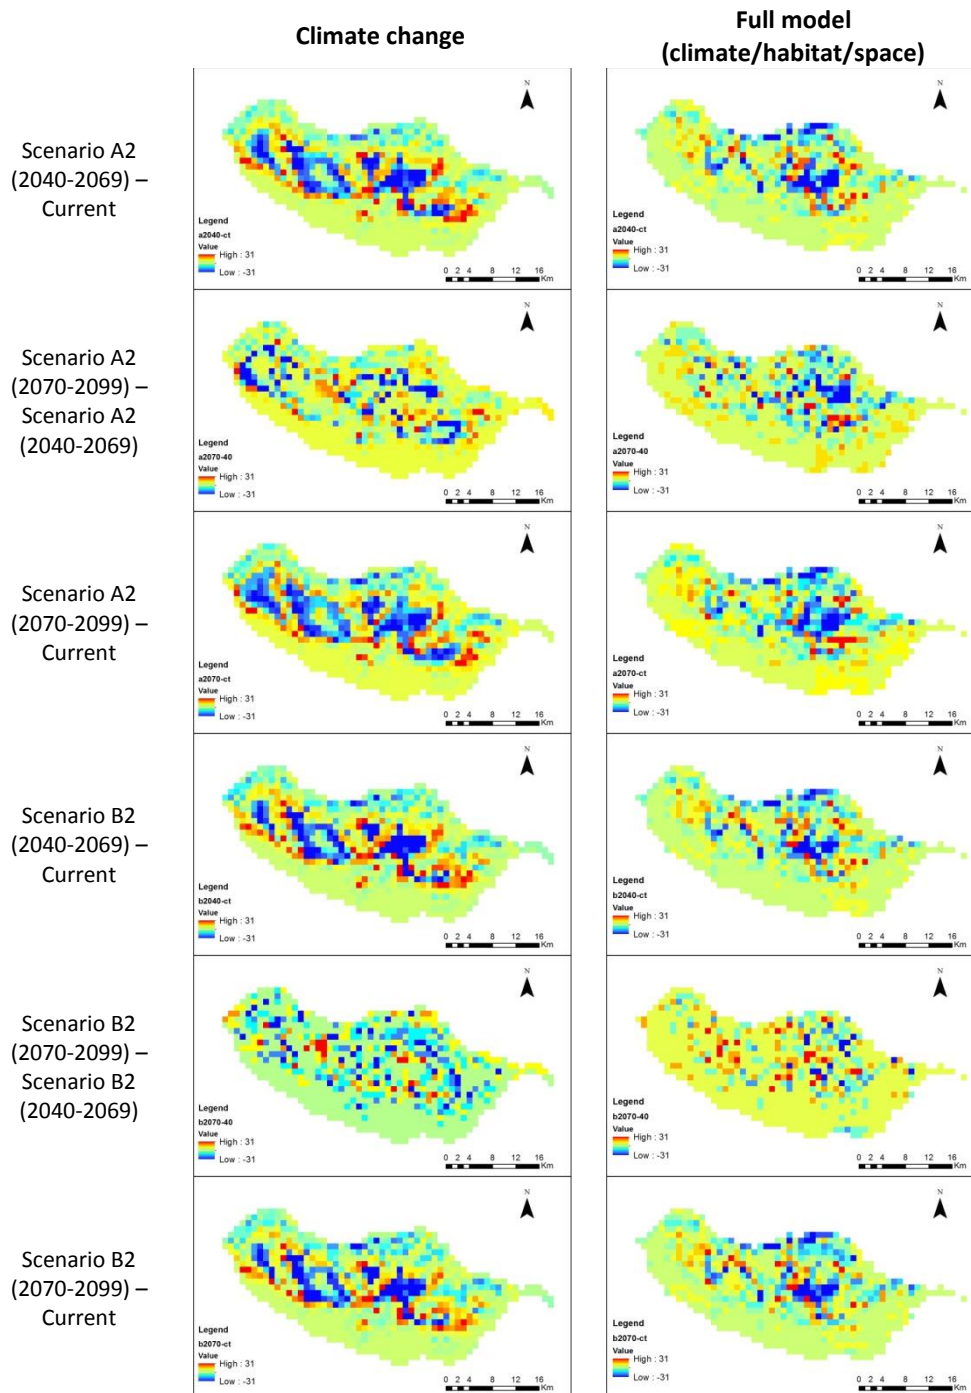 Climate change
Full model
(climate/habitat/space)
Scenario A2
(2040-2069) –
Current
N
Legend
a2040-ct
Value
High : 31
Low : -31
0 2 4 8 12 16
Km
N
Legend
a2040-ct
Value
High : 31
Low : -31
0 2 4 8 12 16
Km
Scenario A2
(2070-2099) –
Scenario A2
(2040-2069)
N
Legend
a2070-40
Value
High : 31
Low : -31
0 2 4 8 12 16
Km
N
Legend
a2070-40
Value
High : 31
Low : -31
0 2 4 8 12 16
Km
Scenario A2
(2070-2099) –
Current
N
Legend
a2070-ct
Value
High : 31
Low : -31
0 2 4 8 12 16
Km
N
Legend
a2070-ct
Value
High : 31
Low : -31
0 2 4 8 12 16
Km
Scenario B2
(2040-2069) –
Current
N
Legend
b2040-ct
Value
High : 31
Low : -31
0 2 4 8 12 16
Km
N
Legend
b2040-ct
Value
High : 31
Low : -31
0 2 4 8 12 16
Km
Scenario B2
(2070-2099) –
Scenario B2
(2040-2069)
N
Legend
b2070-40
Value
High : 31
Low : -31
0 2 4 8 12 16
Km
N
Legend
b2070-40
Value
High : 31
Low : -31
0 2 4 8 12 16
Km
Scenario B2
(2070-2099) –
Current
N
Legend
b2070-ct
Value
High : 31
Low : -31
0 2 4 8 12 16
Km
N
Legend
b2070-ct
Value
High : 31
Low : -31
0 2 4 8 12 16
Km